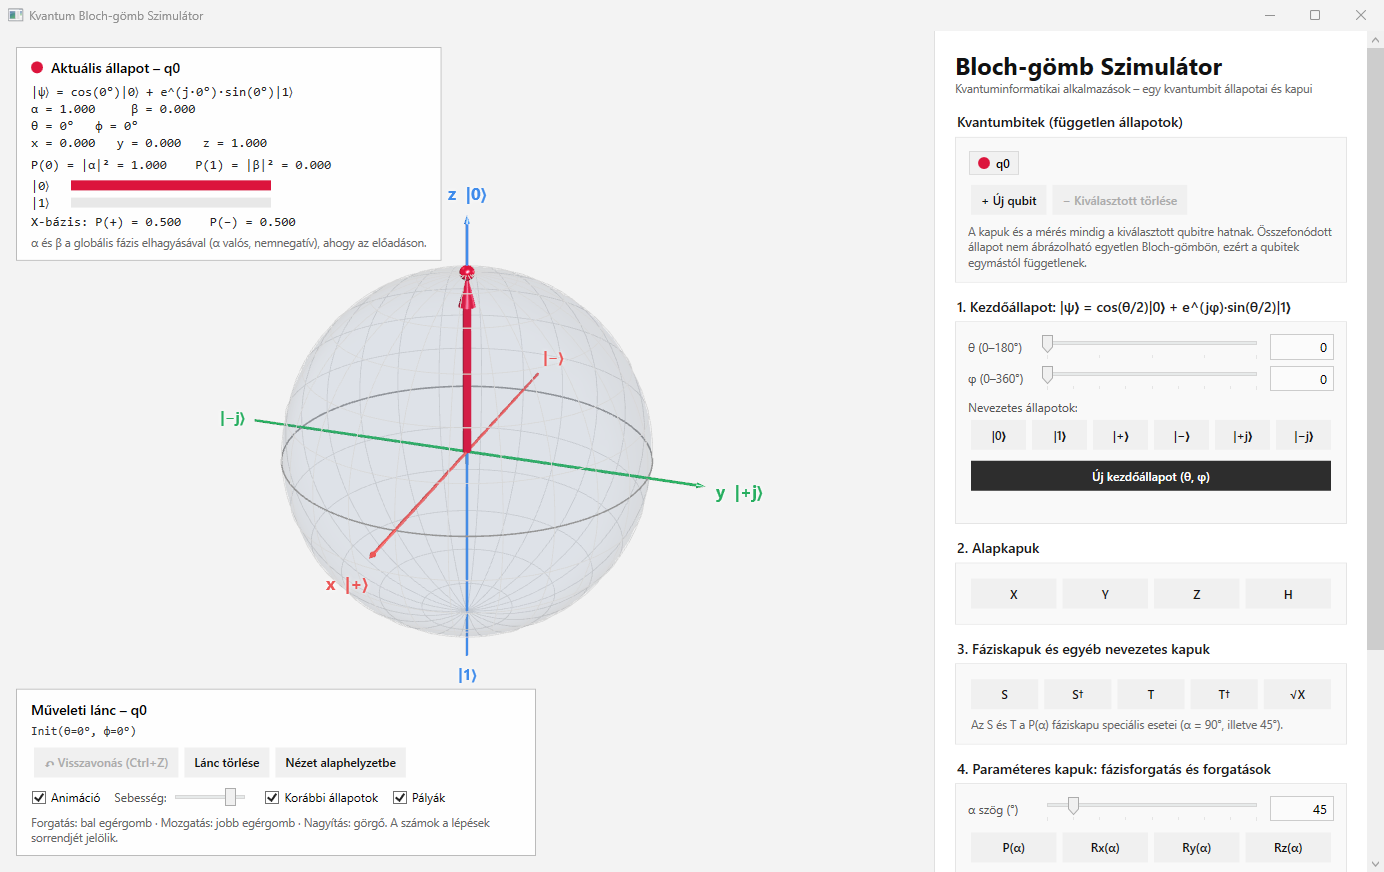 Kvantum Bloch-gömb Szimulátor
Aktuális állapot – q0
|ψ⟩ = cos(0°)|0⟩ + e^(j·0°)·sin(0°)|1⟩
α = 1.000 β = 0.000
θ = 0° ϕ = 0°
x = 0.000 y = 0.000 z = 1.000
P(0) = |α|² = 1.000 P(1) = |β|² = 0.000
|0⟩
|1⟩
X-bázis: P(+) = 0.500 P(−) = 0.500
α és β a globális fázis elhagyásával (α valós, nemnegatív), ahogy az előadáson.
z |0⟩
|−⟩
|−j⟩
y |+j⟩
x |+⟩
|1⟩
Műveleti lánc – q0
Init(θ=0°, ϕ=0°)
↶ Visszavonás (Ctrl+Z)
Lánc törlése
Nézet alaphelyzetbe
Animáció
Sebesség:
Korábbi állapotok
Pályák
Forgatás: bal egérgomb · Mozgatás: jobb egérgomb · Nagyítás: görgő. A számok a lépések
sorrendjét jelölik.
Bloch-gömb Szimulátor
Kvantuminformatikai alkalmazások – egy kvantumbit állapotai és kapui
Kvantumbitek (független állapotok)
q0
+ Új qubit
− Kiválasztott törlése
A kapuk és a mérés mindig a kiválasztott qubitre hatnak. Összefonódott
állapot nem ábrázolható egyetlen Bloch-gömbön, ezért a qubitek
egymástól függetlenek.
1. Kezdőállapot: |ψ⟩ = cos(θ/2)|0⟩ + e^(jφ)·sin(θ/2)|1⟩
θ (0–180°)
0
φ (0–360°)
0
Nevezetes állapotok:
|0⟩
|1⟩
|+⟩
|−⟩
|+j⟩
|−j⟩
Új kezdőállapot (θ, φ)
2. Alapkapuk
X
Y
Z
H
3. Fáziskapuk és egyéb nevezetes kapuk
S
S†
T
T†
√X
Az S és T a P(α) fáziskapu speciális esetei (α = 90°, illetve 45°).
4. Paraméteres kapuk: fázisforgatás és forgatások
α szög (°)
45
P(α)
Rx(α)
Ry(α)
Rz(α)